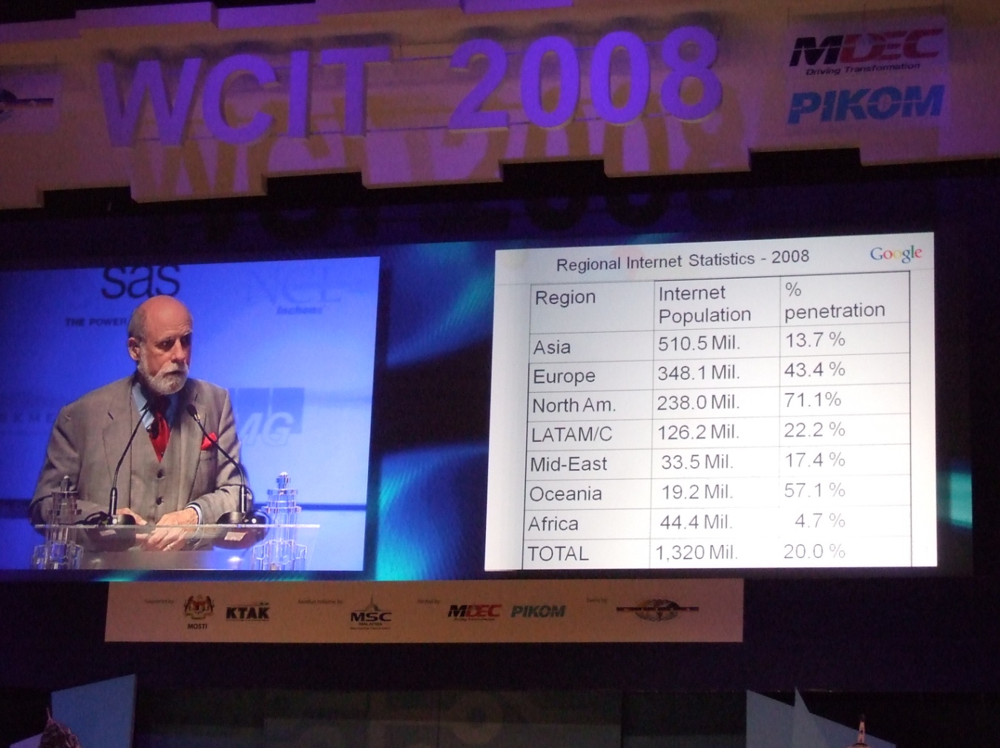 WCIT 2008
MDEC
Driving Transformation
PIKOM
sas
THE POWER
Inchone
4G
Regional Internet Statistics - 2008
Google
Region Internet Population % penetration
Asia 510.5 Mil. 13.7 %
Europe 348.1 Mil. 43.4 %
North Am. 238.0 Mil. 71.1%
LATAM/C 126.2 Mil. 22.2 %
Mid-East 33.5 Mil. 17.4 %
Oceania 19.2 Mil. 57.1 %
Africa 44.4 Mil. 4.7 %
TOTAL 1,320 Mil. 20.0 %
MOSTI
KTAK
MSC
MALAYSIA
MDEC
PIKOM